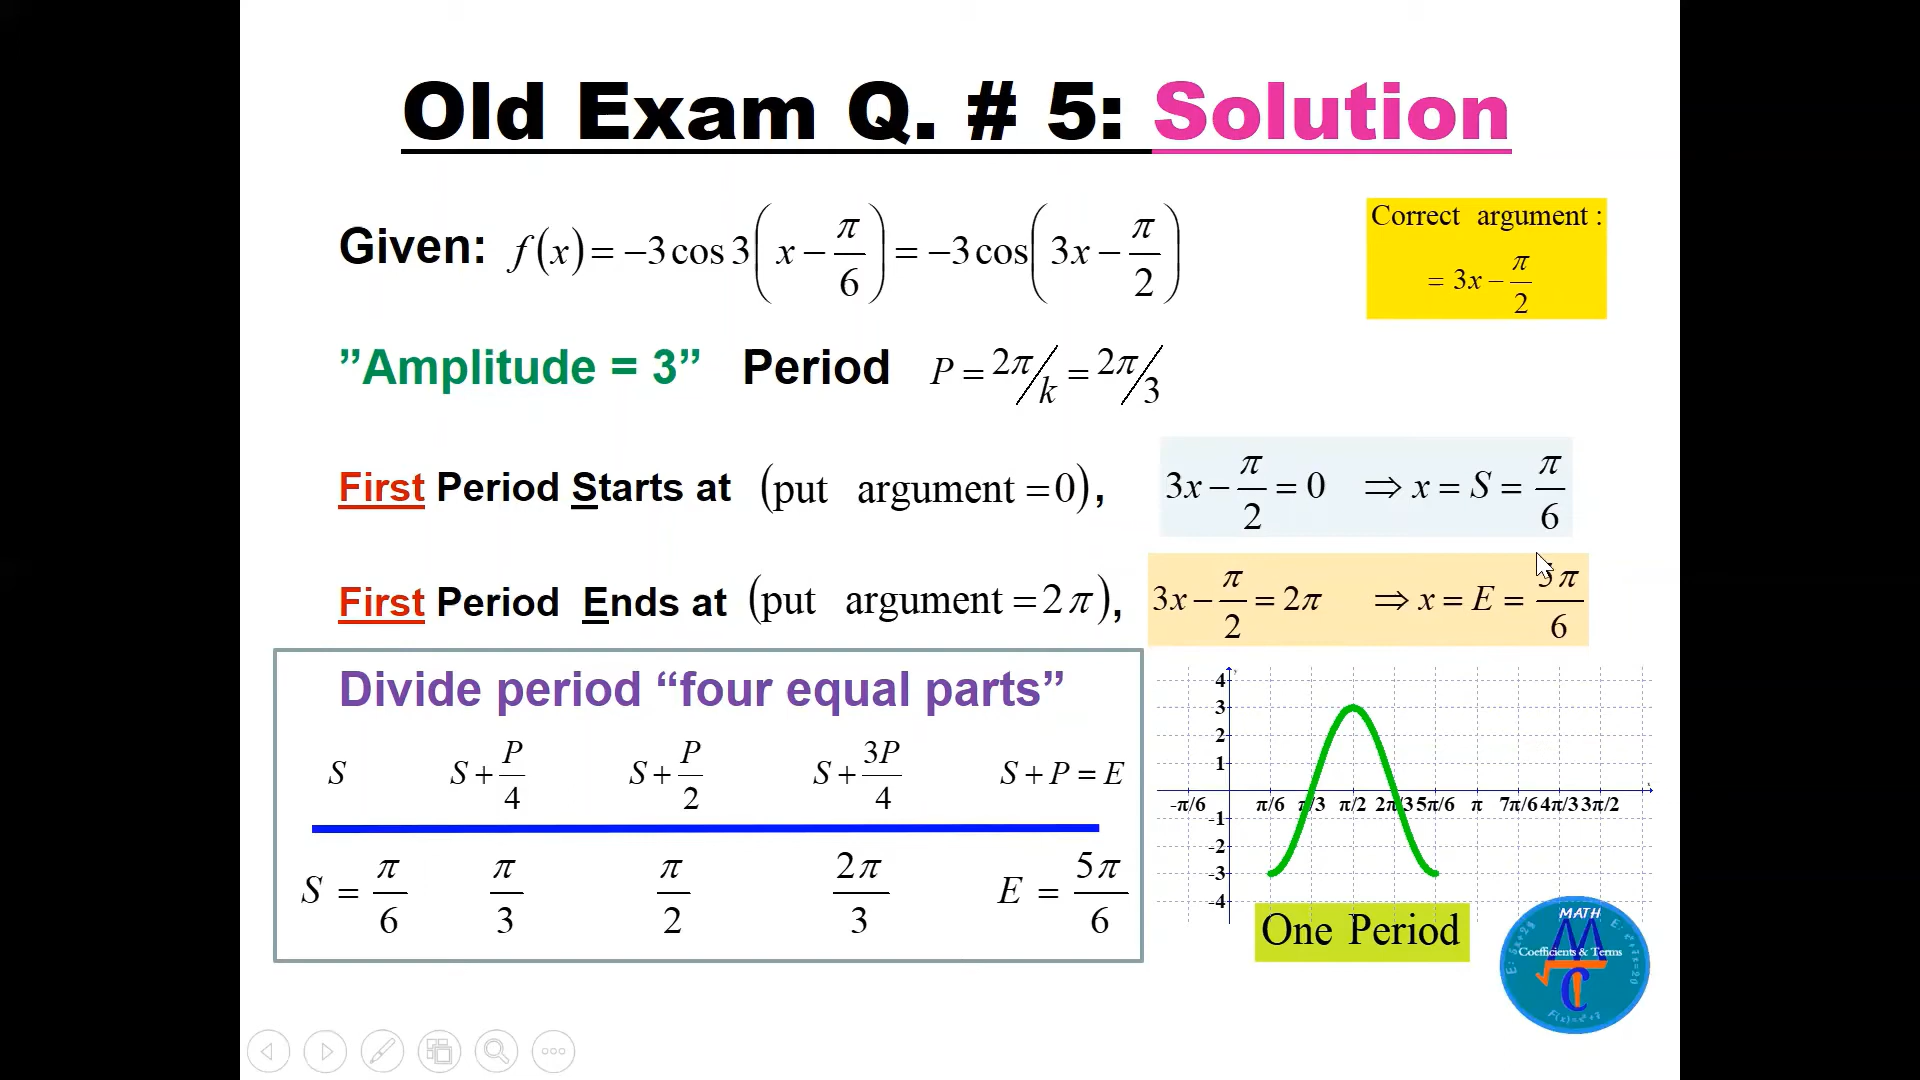 Old Exam Q. # 5: Solution
Given: f(x) = −3cos3(x − π/6) = −3cos(3x − π/2)
Correct argument :
= 3x − π/2
”Amplitude = 3” Period P = 2π/k = 2π/3
First Period Starts at (put argument = 0), 3x − π/2 = 0 ⇒ x = S = π/6
First Period Ends at (put argument = 2π), 3x − π/2 = 2π ⇒ x = E = 5π/6
Divide period “four equal parts”
S S + P/4 S + P/2 S + 3P/4 S + P = E
S = π/6 π/3 π/2 2π/3 E = 5π/6
4
3
2
1
-π/6 π/6 π/3 π/2 2π/3 5π/6 π 7π/6 4π/3 3π/2
-1
-2
-3
-4
One Period
MATH
Coefficients & Terms